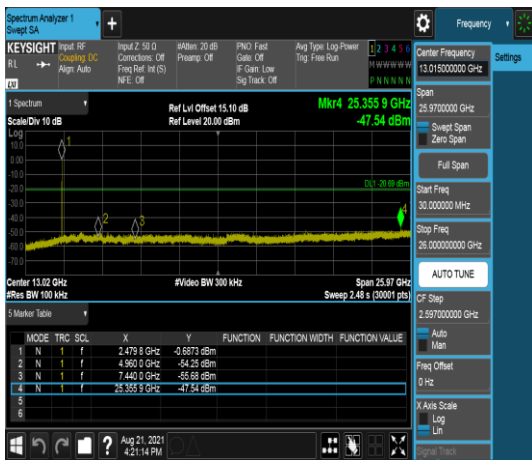 Spectrum Analyzer 1
Swept SA
+
Frequency
KEYSIGHT
RL
Input: RF
Coupling: DC
Align: Auto
Input Z: 50 Ω
Corrections: Off
Freq Ref: Int (S)
NFE: Off
#Atten: 20 dB
Preamp: Off
PNO: Fast
Gate: Off
IF Gain: Low
Sig Track: Off
Avg Type: Log-Power
Trig: Free Run
1 2 3 4 5 6
M W W W W W
P N N N N N
1 Spectrum
Scale/Div 10 dB
Ref Lvl Offset 15.10 dB
Ref Level 20.00 dBm
Mkr4 25.355 9 GHz
-47.54 dBm
Log
10.0
0.00
-10.0
-20.0
-30.0
-40.0
-50.0
-60.0
-70.0
1
2
3
4
DL1 -20.69 dBm
Center 13.02 GHz
#Res BW 100 kHz
#Video BW 300 kHz
Span 25.97 GHz
Sweep 2.48 s (30001 pts)
5 Marker Table
MODE TRC SCL X Y FUNCTION FUNCTION WIDTH FUNCTION VALUE
1 N 1 f 2.479 8 GHz -0.6873 dBm
2 N 1 f 4.960 0 GHz -54.25 dBm
3 N 1 f 7.440 0 GHz -55.68 dBm
4 N 1 f 25.355 9 GHz -47.54 dBm
5
6
?
Aug 21, 2021
4:21:14 PM
Center Frequency
13.015000000 GHz
Settings
Span
25.9700000 GHz
Swept Span
Zero Span
Full Span
Start Freq
30.000000 MHz
Stop Freq
26.000000000 GHz
AUTO TUNE
CF Step
2.597000000 GHz
Auto
Man
Freq Offset
0 Hz
X Axis Scale
Log
Lin
Signal Track